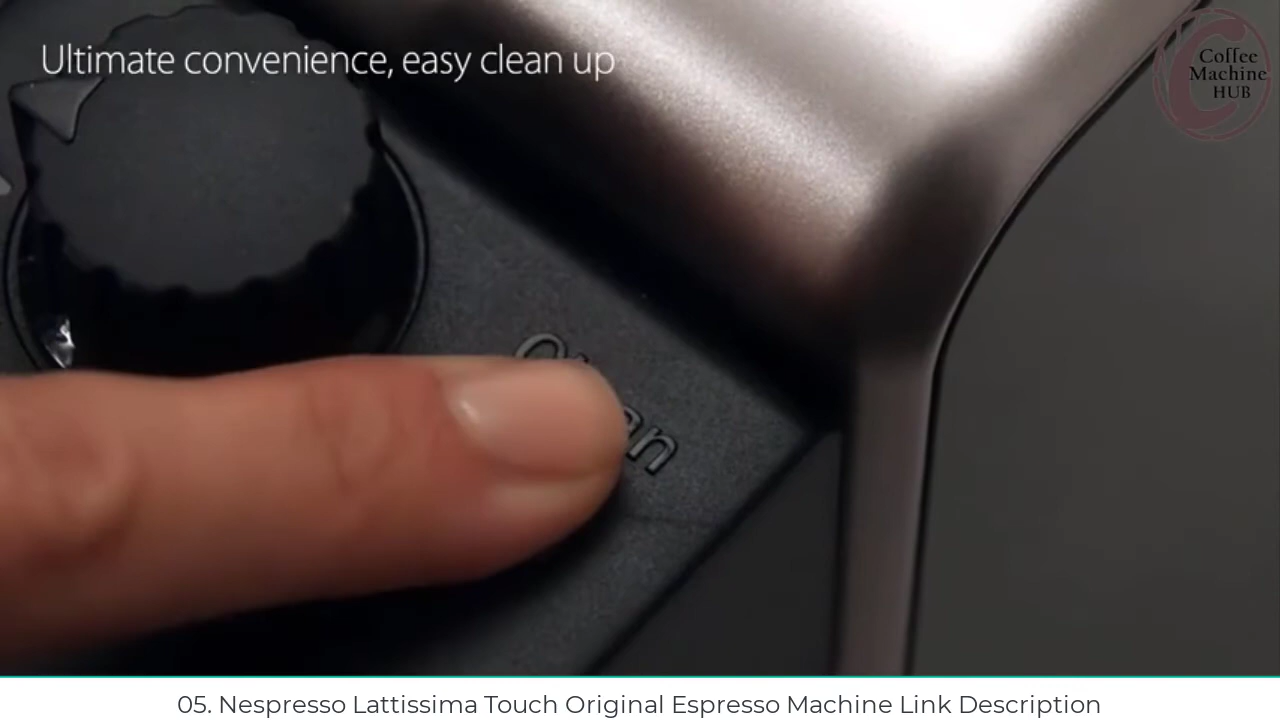 Ultimate convenience, easy clean up
Coffee
Machine
HUB
05. Nespresso Lattissima Touch Original Espresso Machine Link Description